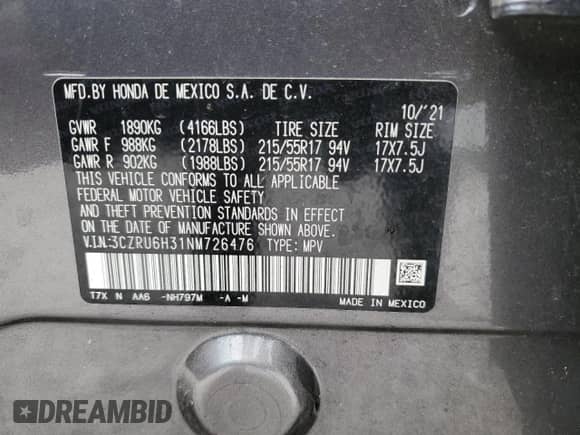 MFD.BY HONDA DE MEXICO S.A. DE C.V.
10/'21
GVWR 1890KG (4166LBS) TIRE SIZE RIM SIZE
GAWR F 988KG (2178LBS) 215/55R17 94V 17X7.5J
GAWR R 902KG (1988LBS) 215/55R17 94V 17X7.5J
THIS VEHICLE CONFORMS TO ALL APPLICABLE
FEDERAL MOTOR VEHICLE SAFETY
AND THEFT PREVENTION
STANDARDS IN EFFECT ON THE
DATE OF MANUFACTURE SHOWN ABOVE.
V.I.N.:3CZRU6H31NM726476 TYPE: MPV
T7X N AA6 -NH797M -A -M
MADE IN MEXICO
DREAMBID